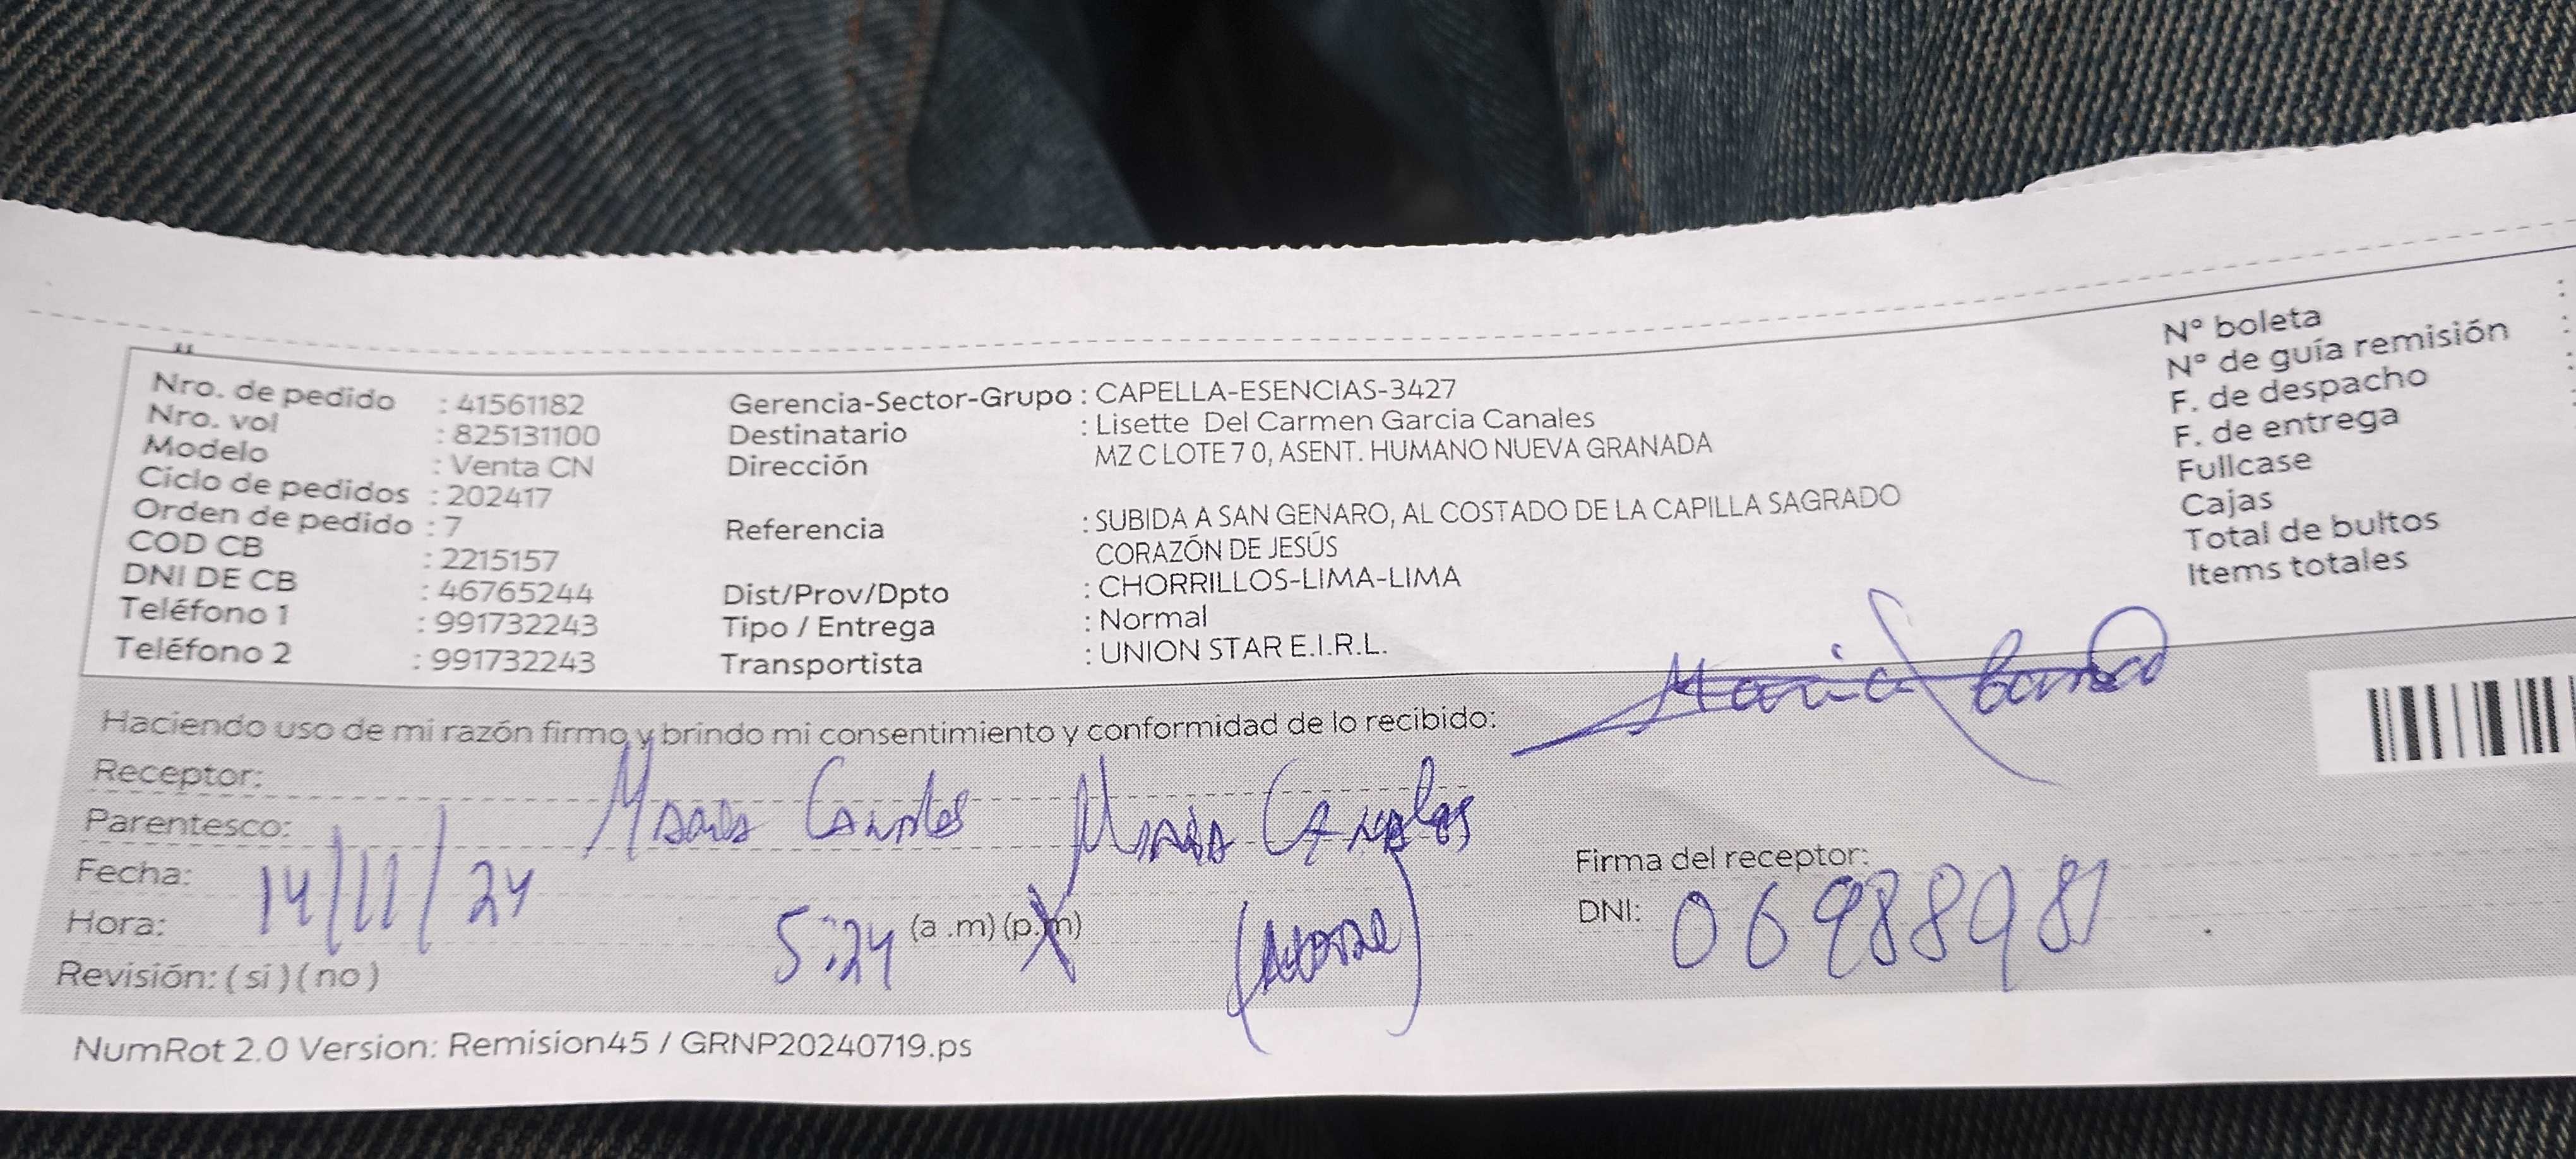 Nro. de pedido : 41561182
Nro. vol : 825131100
Modelo : Venta CN
Ciclo de pedidos : 202417
Orden de pedido : 7
COD CB : 2215157
DNI DE CB : 46765244
Teléfono 1 : 991732243
Teléfono 2 : 991732243
Gerencia-Sector-Grupo : CAPELLA-ESENCIAS-3427
Destinatario : Lisette Del Carmen Garcia Canales
Dirección MZ C LOTE 7 0, ASENT. HUMANO NUEVA GRANADA
Referencia : SUBIDA A SAN GENARO, AL COSTADO DE LA CAPILLA SAGRADO
CORAZÓN DE JESÚS
Dist/Prov/Dpto : CHORRILLOS-LIMA-LIMA
Tipo / Entrega : Normal
Transportista : UNION STAR E.I.R.L.
N° boleta :
N° de guía remisión :
F. de despacho :
F. de entrega :
Fullcase
Cajas
Total de bultos
Items totales
Haciendo uso de mi razón firmo y brindo mi consentimiento y conformidad de lo recibido:
Receptor:
Maria Canales Maria Canales
Parentesco:
Fecha: 14/11/24
Hora: 5:24 (a .m) (p.m)
Revisión: ( si ) ( no )
Firma del receptor:
DNI: 06988981
NumRot 2.0 Version: Remision45 / GRNP20240719.ps